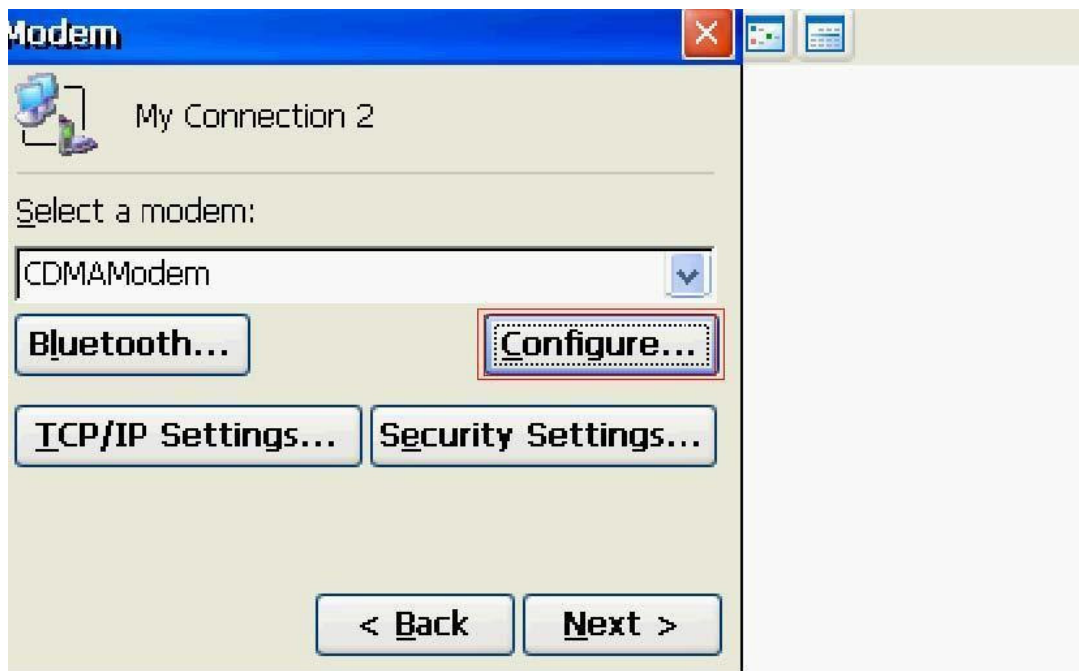 Modem
My Connection 2
Select a modem:
CDMAModem
Bluetooth...
Configure...
TCP/IP Settings...
Security Settings...
< Back
Next >